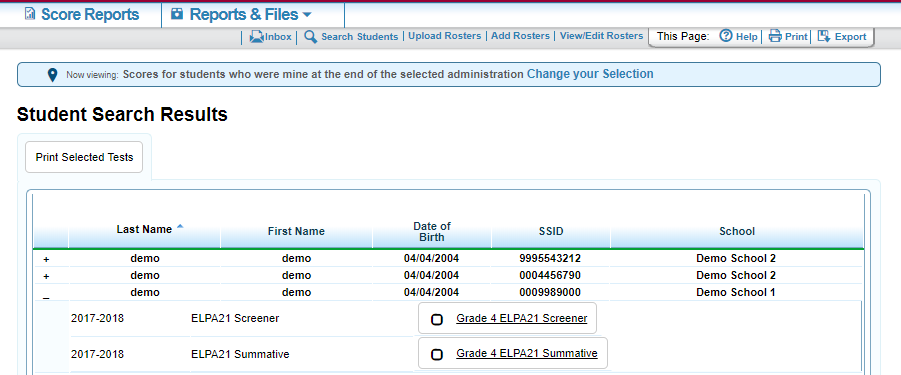 Score Reports Reports & Files
Inbox Search Students Upload Rosters Add Rosters View/Edit Rosters This Page: Help Print Export
Now viewing: Scores for students who were mine at the end of the selected administration Change your Selection
Student Search Results
Print Selected Tests
Last Name First Name Date of Birth SSID School
+ demo demo 04/04/2004 9995543212 Demo School 2
+ demo demo 04/04/2004 0004456790 Demo School 2
_ demo demo 04/04/2004 0009989000 Demo School 1
2017-2018 ELPA21 Screener Grade 4 ELPA21 Screener
2017-2018 ELPA21 Summative Grade 4 ELPA21 Summative